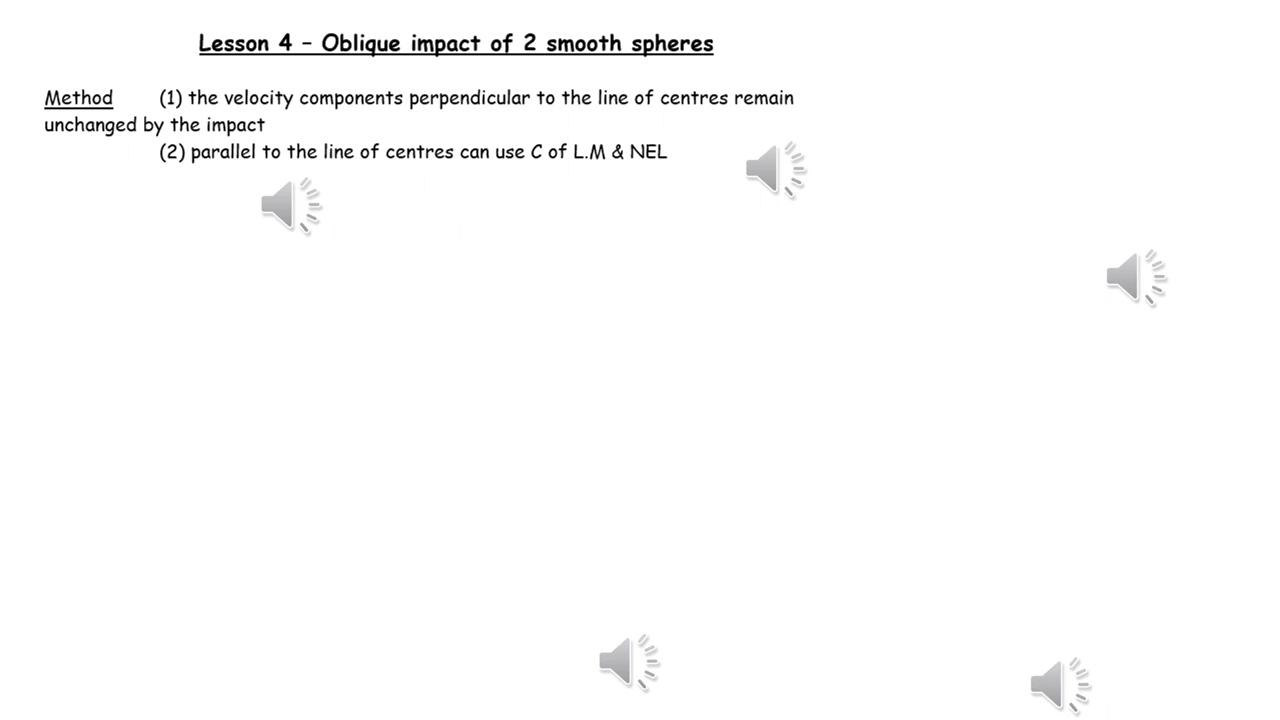 Lesson 4 – Oblique impact of 2 smooth spheres
Method (1) the velocity components perpendicular to the line of centres remain
unchanged by the impact
(2) parallel to the line of centres can use C of L.M & NEL